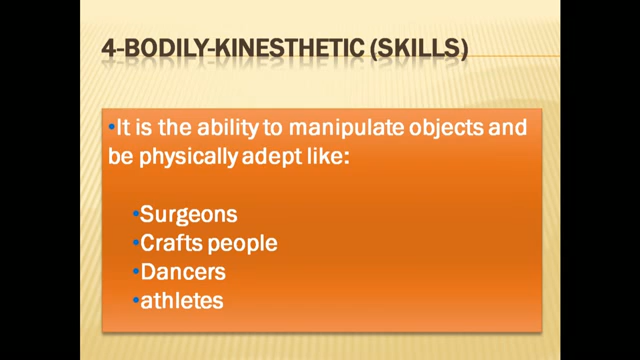 4-BODILY-KINESTHETIC (SKILLS)
•It is the ability to manipulate objects and
be physically adept like:
•Surgeons
•Crafts people
•Dancers
•athletes